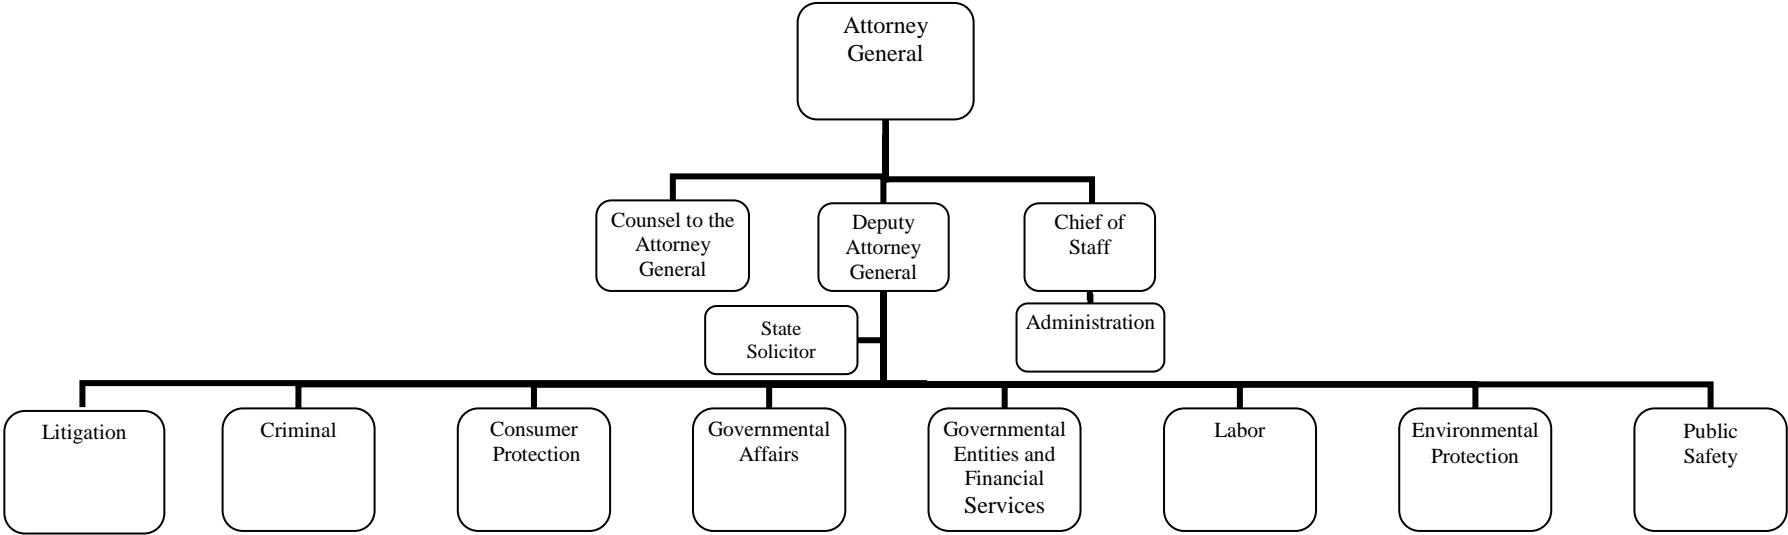 Attorney
General
Counsel to the
Attorney
General
Deputy
Attorney
General
Chief of
Staff
State
Solicitor
Administration
Litigation
Criminal
Consumer
Protection
Governmental
Affairs
Governmental
Entities and
Financial
Services
Labor
Environmental
Protection
Public
Safety